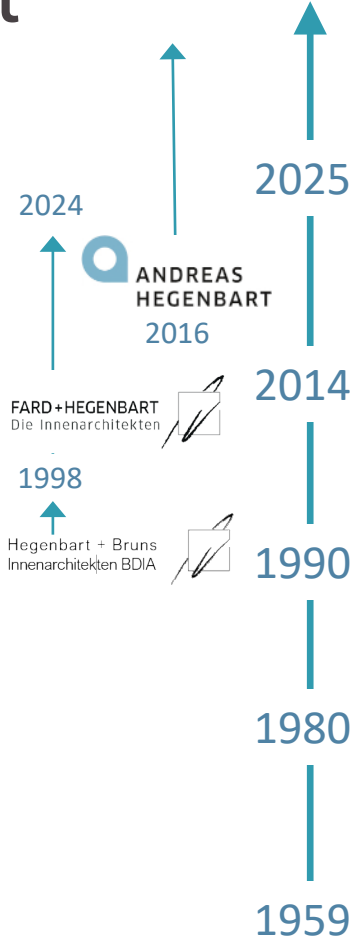 t
2025
2024
ANDREAS
HEGENBART
2016
2014
FARD+HEGENBART
Die Innenarchitekten
1998
Hegenbart + Bruns
Innenarchitekten BDIA
1990
1980
1959